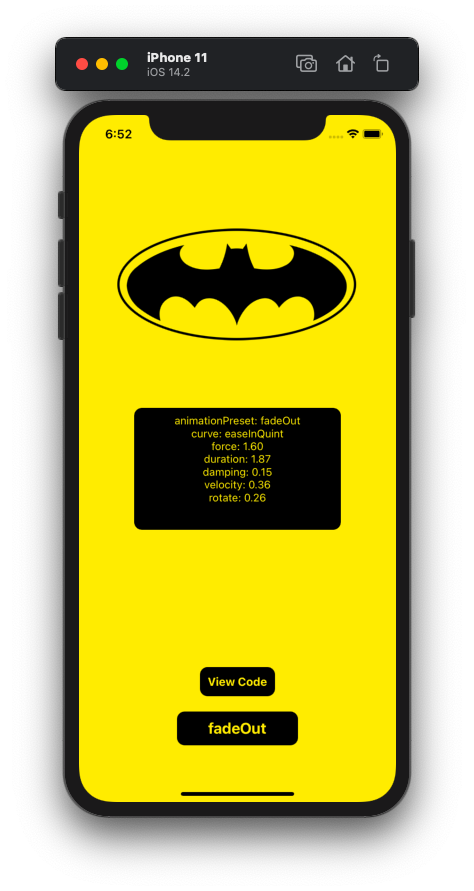 iPhone 11
iOS 14.2
6:52
animationPreset: fadeOut
curve: easeInQuint
force: 1.60
duration: 1.87
damping: 0.15
velocity: 0.36
rotate: 0.26
View Code
fadeOut